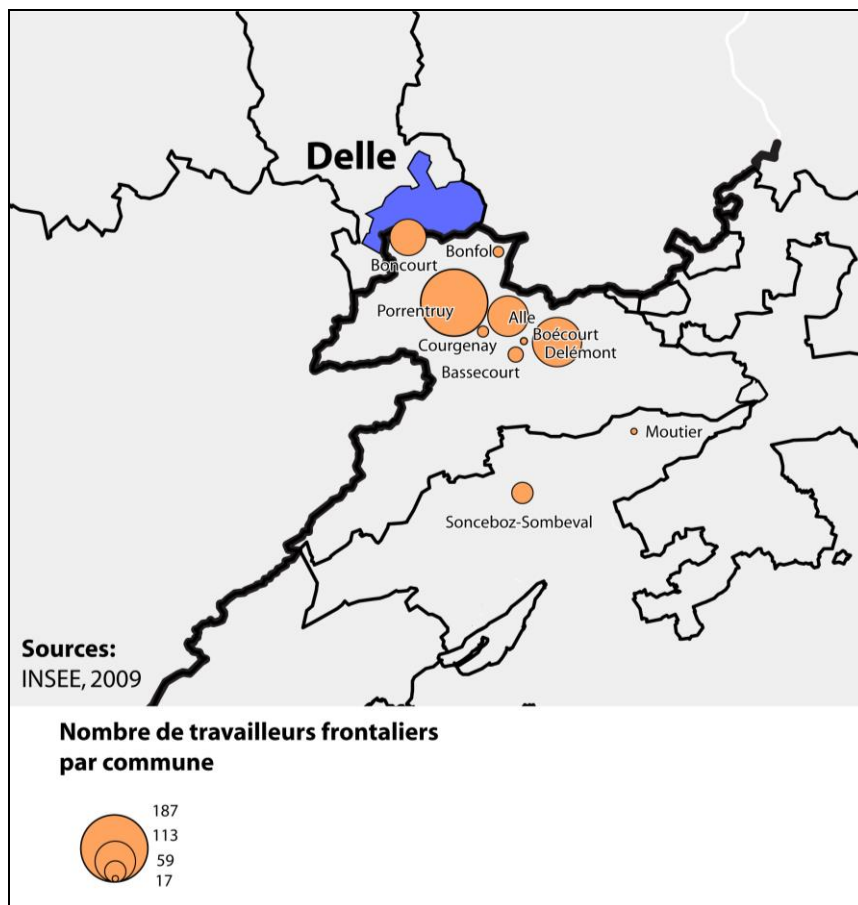 Delle
Boncourt
Bonfol
Porrentruy
Alle
Courgenay
Boécourt
Delémont
Bassecourt
Moutier
Sonceboz-Sombeval
Sources:
INSEE, 2009
Nombre de travailleurs frontaliers
par commune
187
113
59
17